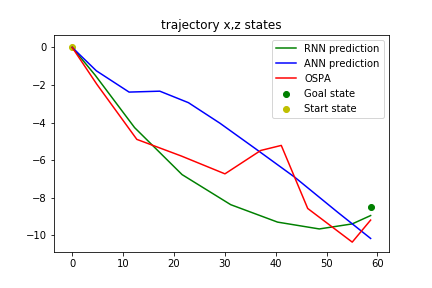 trajectory x,z states
RNN prediction
ANN prediction
OSPA
Goal state
Start state
0
−2
−4
−6
−8
−10
0 10 20 30 40 50 60